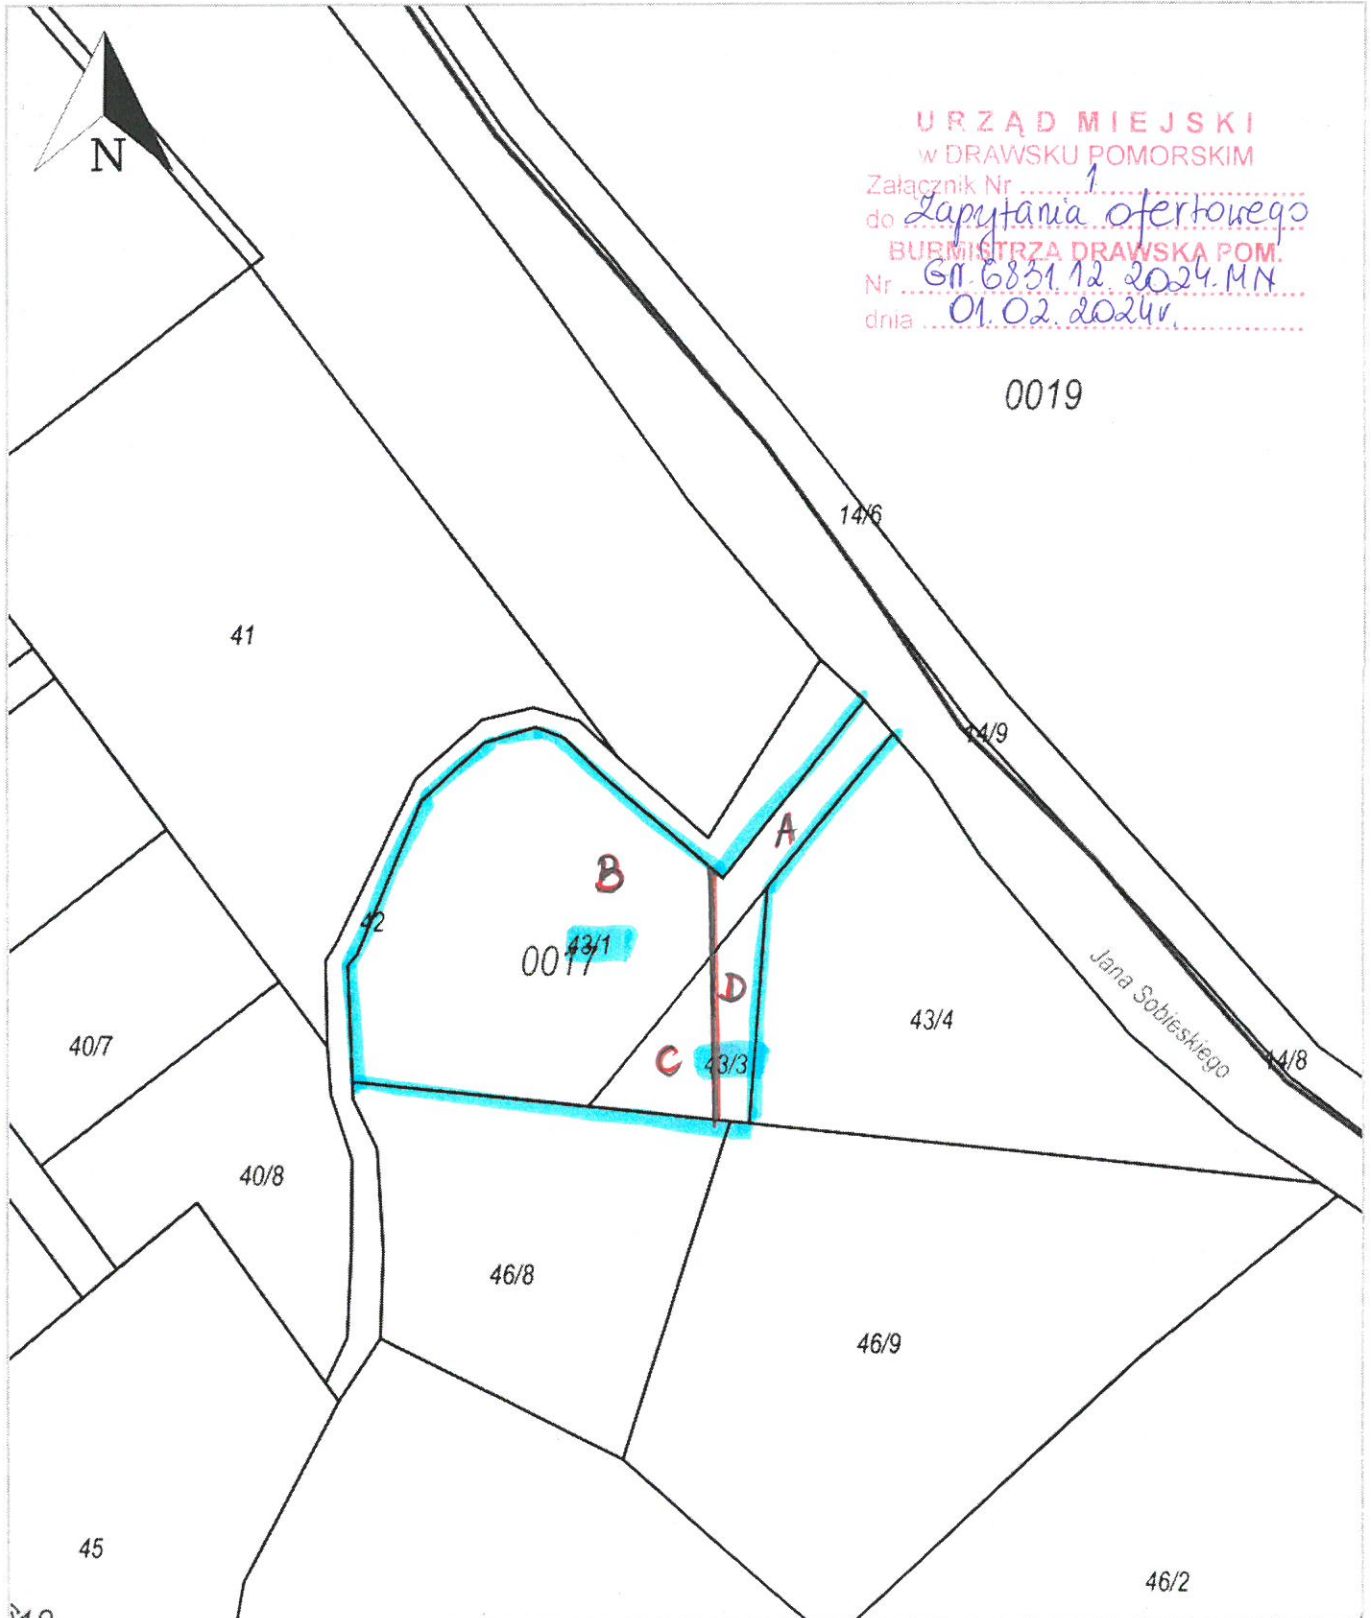 N
URZĄD MIEJSKI
w DRAWSKU POMORSKIM
Załącznik Nr ........1........
do Zapytania ofertowego
BURMISTRZA DRAWSKA POM.
Nr ... GN.6831.12.2024.MN
dnia ... 01.02.2024r.
0019
14/6
41
14/9
A
B
42
43/1
0017
D
43/4
Jana Sobieskiego
40/7
C
43/3
14/8
40/8
46/8
46/9
45
46/2